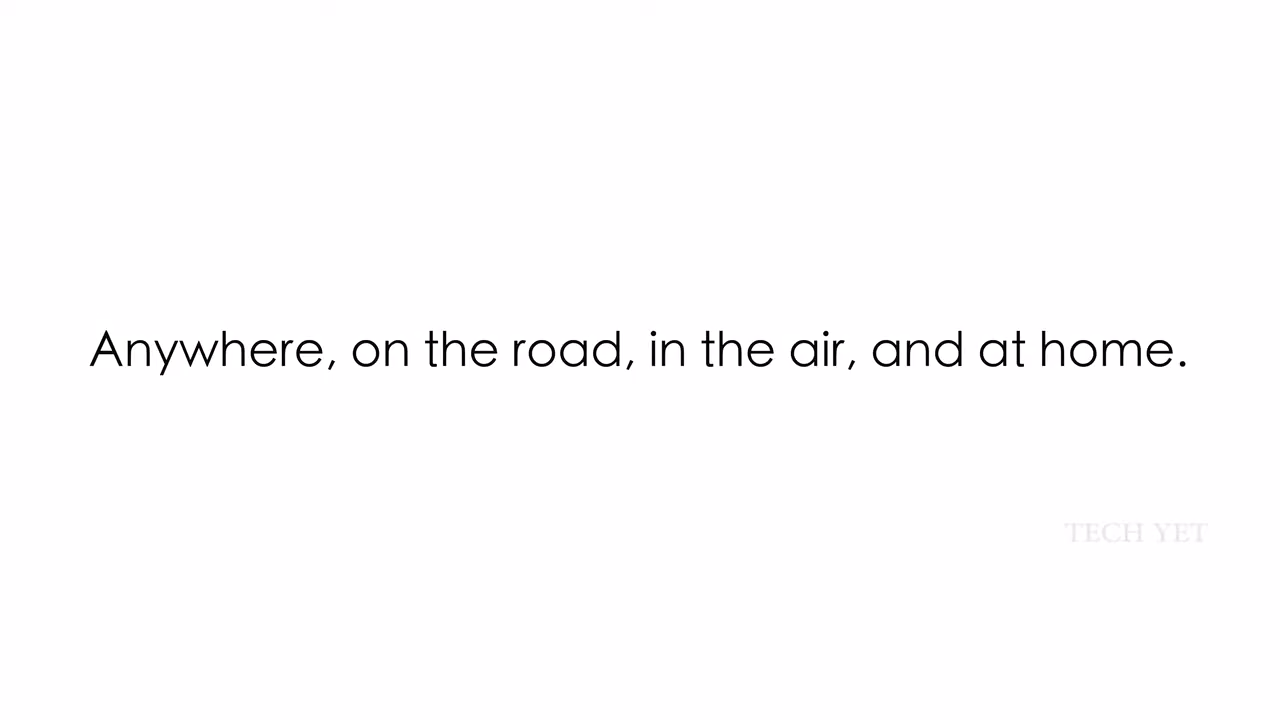 Anywhere, on the road, in the air, and at home.
TECH YET